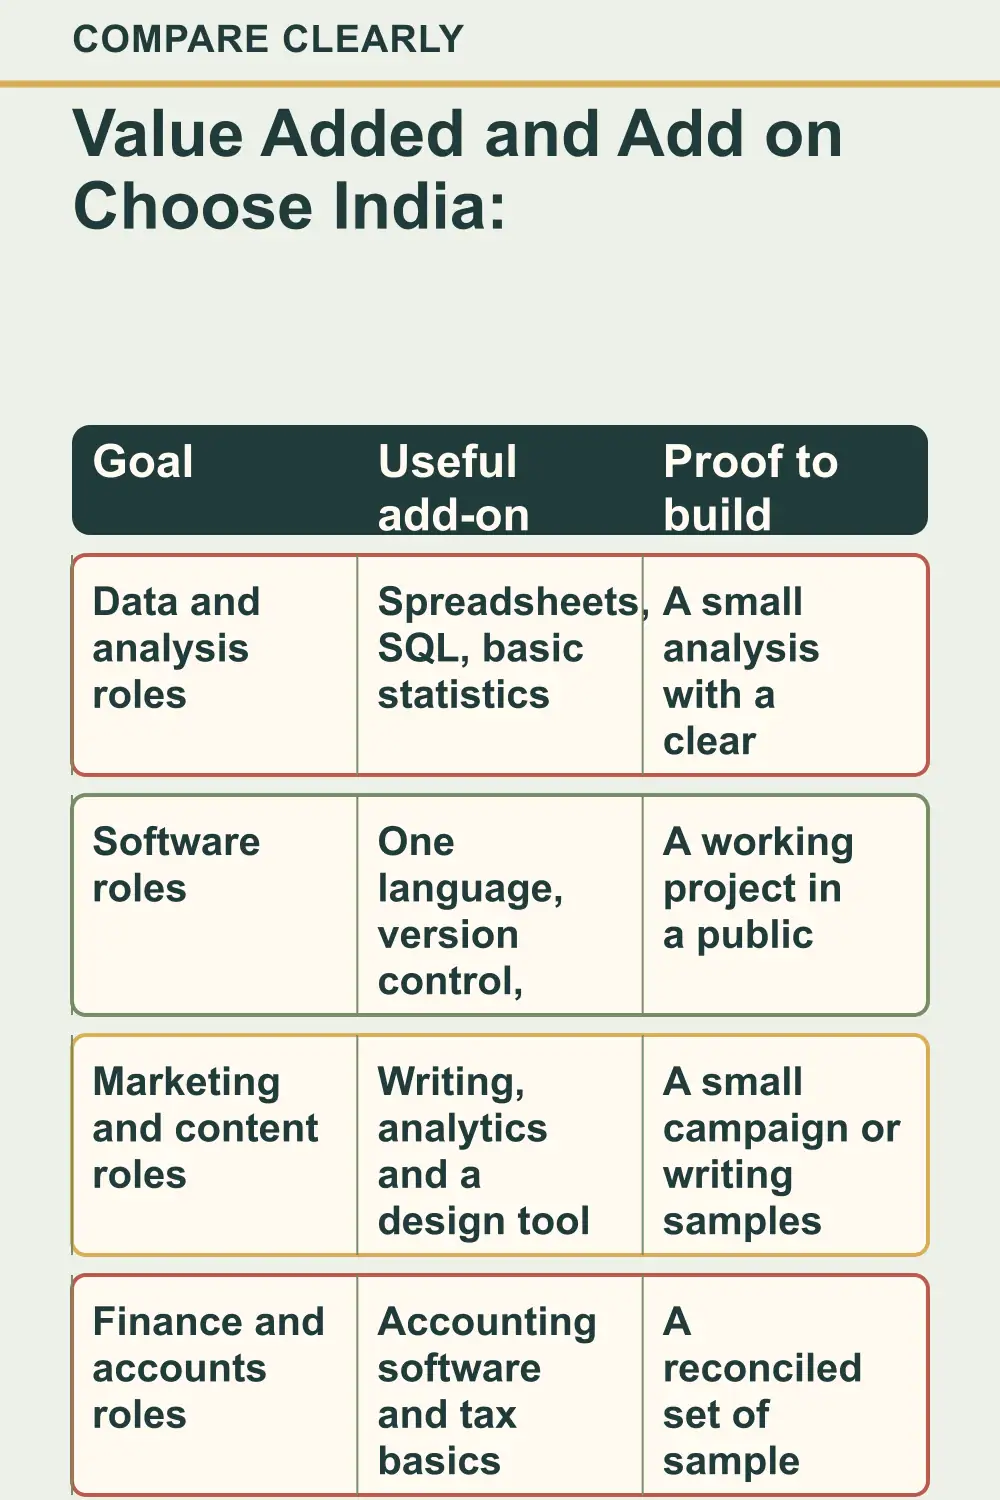 COMPARE CLEARLY
Value Added and Add on
Choose India:
Goal
Useful
add-on
Proof to
build
Data and
analysis
roles
Spreadsheets,
SQL, basic
statistics
A small
analysis
with a
clear
Software
roles
One
language,
version
control,
A working
project in
a public
Marketing
and content
roles
Writing,
analytics
and a
design tool
A small
campaign or
writing
samples
Finance and
accounts
roles
Accounting
software
and tax
basics
A
reconciled
set of
sample